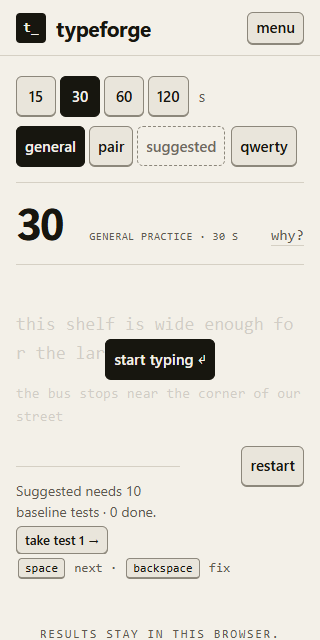 t_ typeforge menu
15 30 60 120 s
general pair suggested qwerty
30 GENERAL PRACTICE · 30 S why?
this shelf is wide enough fo
r the lar
start typing ↲
the bus stops near the corner of our
street
restart
Suggested needs 10
baseline tests · 0 done.
take test 1 →
space next · backspace fix
RESULTS STAY IN THIS BROWSER.